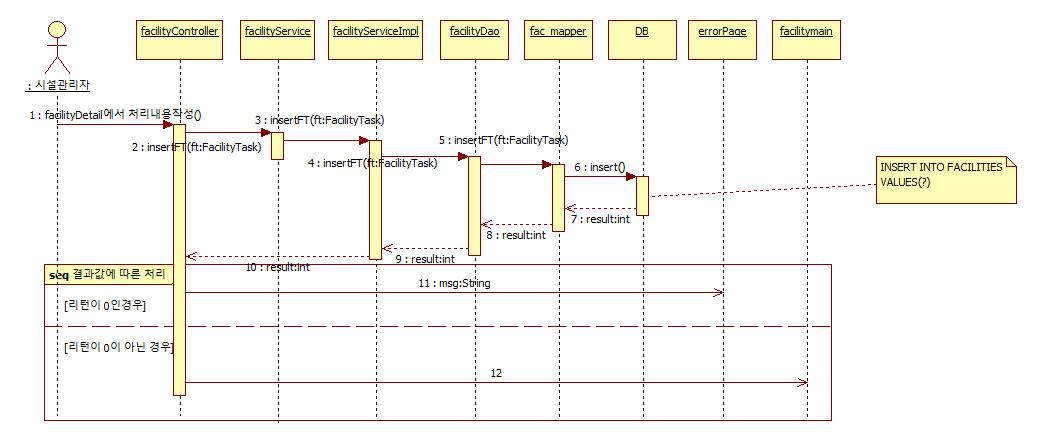 facilityController
facilityService
facilityServiceImpl
facilityDao
fac_mapper
DB
errorPage
facilitymain
: 시설관리자
1 : facilityDetail에서 처리내용작성()
2 : insertFT(ft:FacilityTask)
3 : insertFT(ft:FacilityTask)
4 : insertFT(ft:FacilityTask)
5 : insertFT(ft:FacilityTask)
6 : insert()
INSERT INTO FACILITIES
VALUES(?)
7 : result:int
8 : result:int
9 : result:int
10 : result:int
seq 결과값에 따른 처리
11 : msg:String
[리턴이 0인경우]
[리턴이 0이 아닌 경우]
12